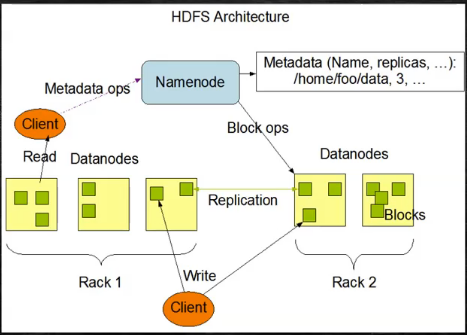 HDFS Architecture
Metadata (Name, replicas, ...):
/home/foo/data, 3, ...
Namenode
Metadata ops
Client
Block ops
Read
Datanodes
Datanodes
Replication
Blocks
Rack 1
Write
Rack 2
Client